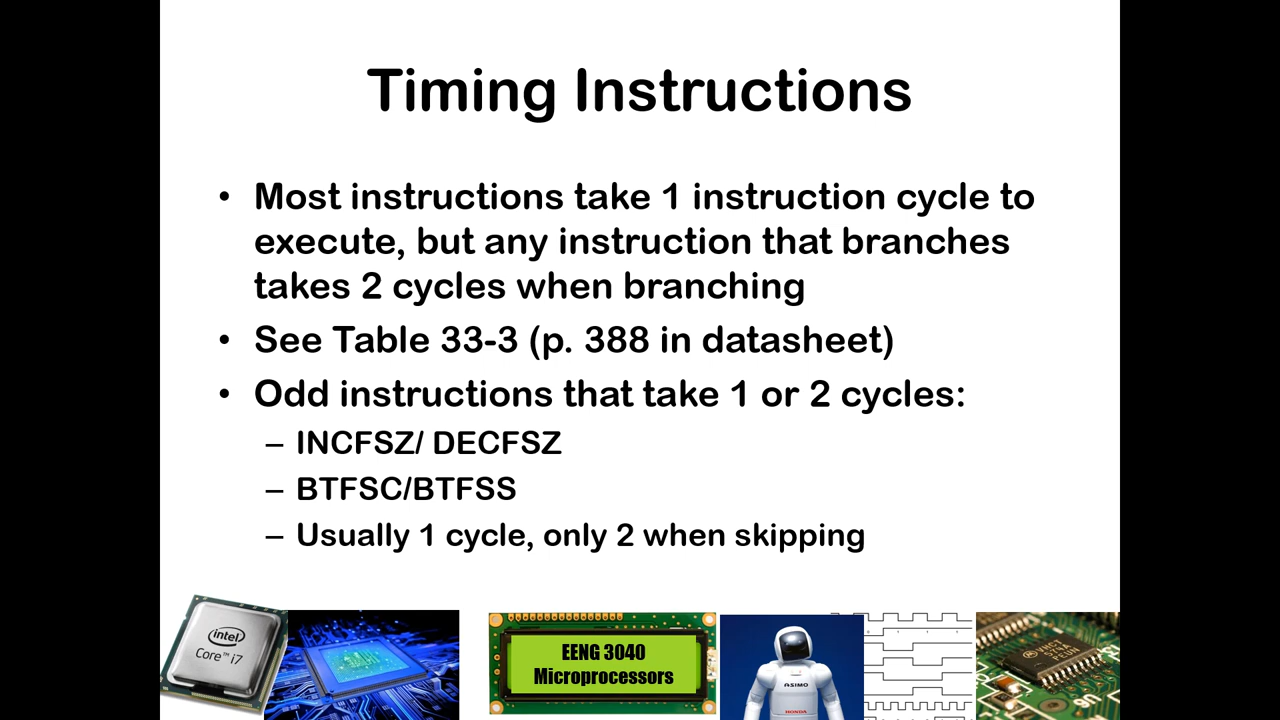 Timing Instructions
• Most instructions take 1 instruction cycle to
execute, but any instruction that branches
takes 2 cycles when branching
• See Table 33-3 (p. 388 in datasheet)
• Odd instructions that take 1 or 2 cycles:
– INCFSZ/ DECFSZ
– BTFSC/BTFSS
– Usually 1 cycle, only 2 when skipping
intel
Core™ i7
EENG 3040
Microprocessors
ASIMO
HONDA